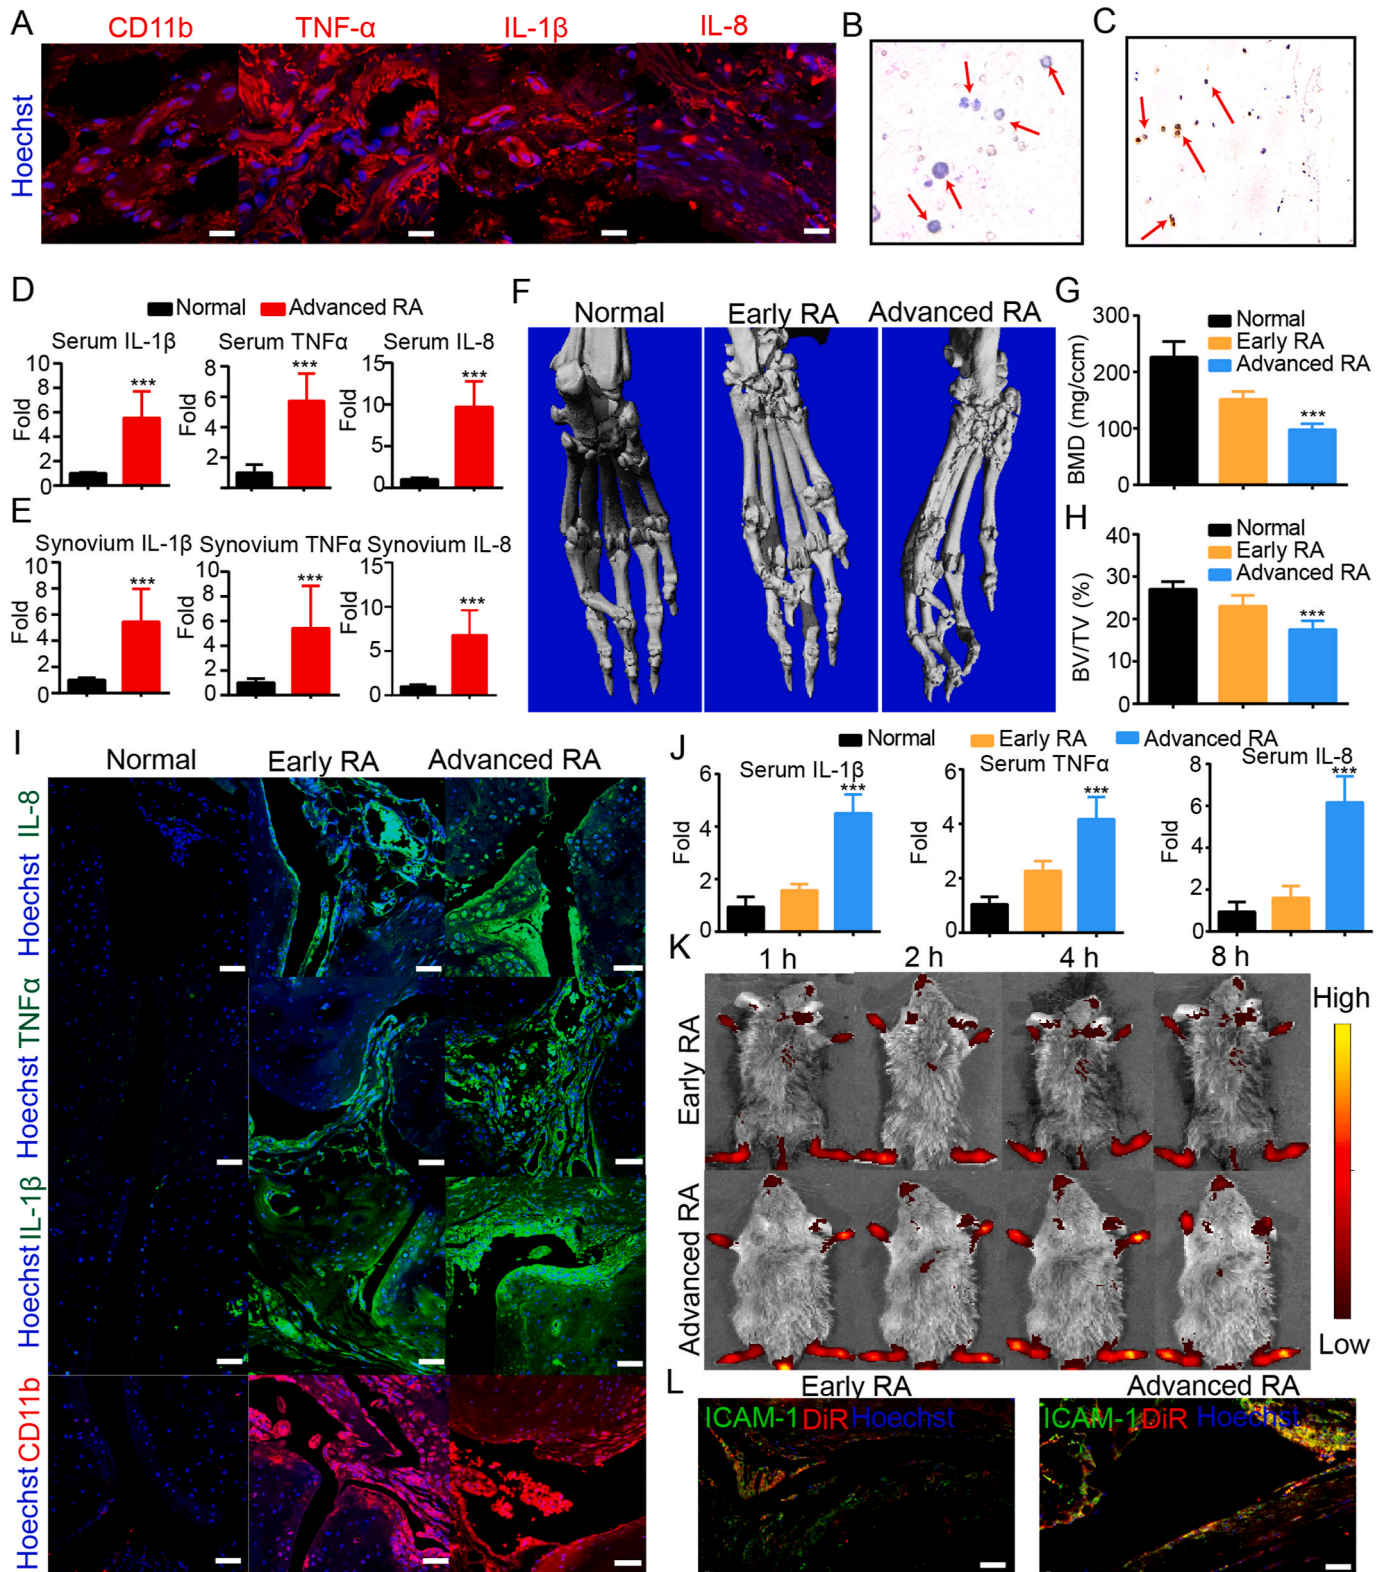 A
CD11b TNF-α IL-1β IL-8
Hoechst
B
C
D
Normal Advanced RA
Serum IL-1β Serum TNFα Serum IL-8
Fold
10
8
6
4
2
0
***
Fold
8
6
4
2
***
Fold
15
10
5
0
***
E
Synovium IL-1β Synovium TNFα Synovium IL-8
Fold
10
8
6
4
2
0
***
Fold
10
8
6
4
2
0
***
Fold
15
10
5
0
***
F
Normal Early RA Advanced RA
G
BMD (mg/cm)
300
200
100
0
Normal
Early RA
Advanced RA
***
H
BV/TV (%)
40
30
20
10
0
Normal
Early RA
Advanced RA
***
I
Normal Early RA Advanced RA
Hoechst IL-8
Hoechst TNFα
Hoechst IL-1β
Hoechst CD11b
J
Normal Early RA Advanced RA
Serum IL-1β Serum TNFα Serum IL-8
Fold
6
4
2
0
***
Fold
6
4
2
0
***
Fold
8
6
4
2
0
***
K
1 h 2 h 4 h 8 h
Early RA
Advanced RA
High
Low
L
Early RA Advanced RA
ICAM-1 DiR Hoechst
ICAM-1 DiR Hoechst